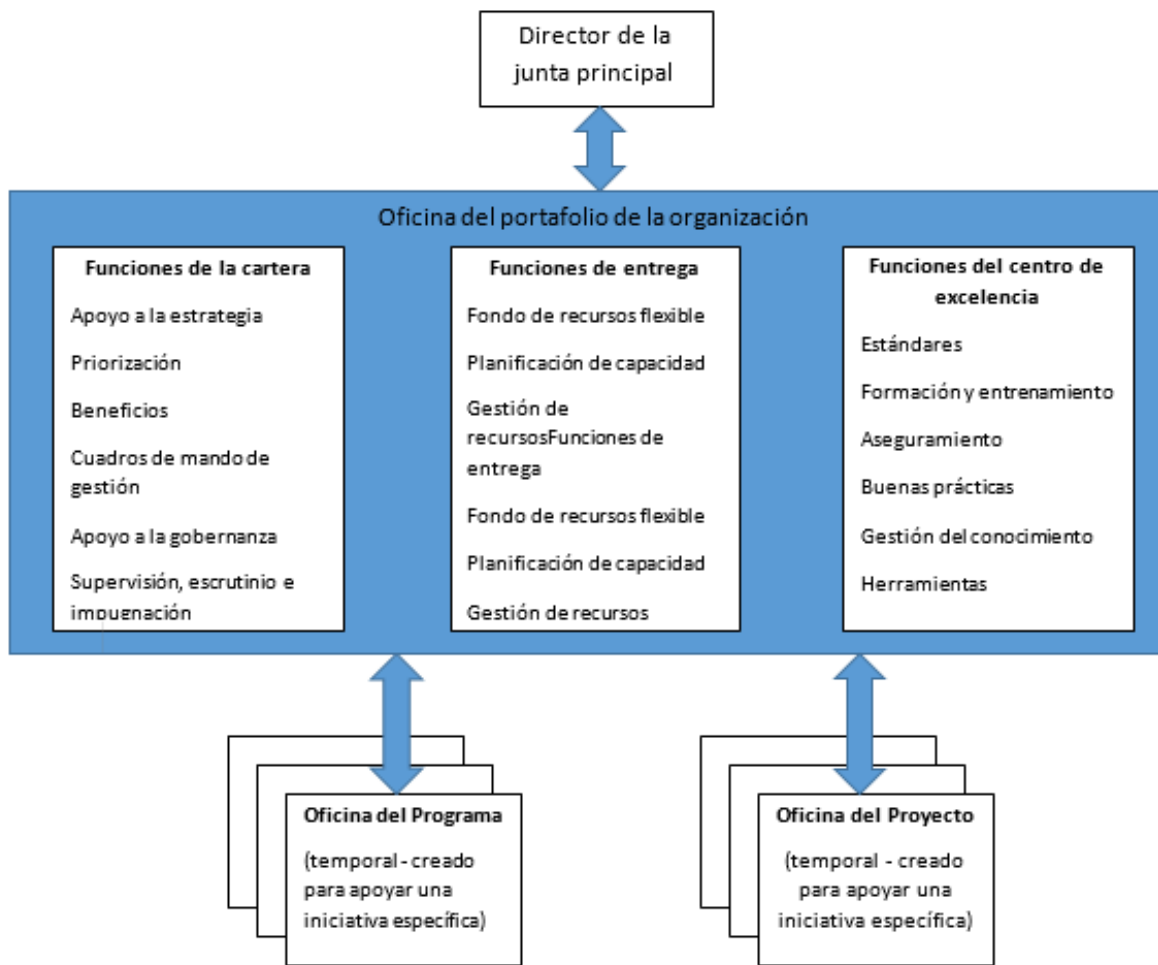 Director de la
junta principal
Oficina del portafolio de la organización
Funciones de la cartera
Apoyo a la estrategia
Priorización
Beneficios
Cuadros de mando de
gestión
Apoyo a la gobernanza
Supervisión, escrutinio e
impugnación
Funciones de entrega
Fondo de recursos flexible
Planificación de capacidad
Gestión de
recursosFunciones de
entrega
Fondo de recursos flexible
Planificación de capacidad
Gestión de recursos
Funciones del centro de
excelencia
Estándares
Formación y entrenamiento
Aseguramiento
Buenas prácticas
Gestión del conocimiento
Herramientas
Oficina del Programa
(temporal - creado
para apoyar una
iniciativa específica)
Oficina del Proyecto
(temporal - creado
para apoyar una
iniciativa específica)